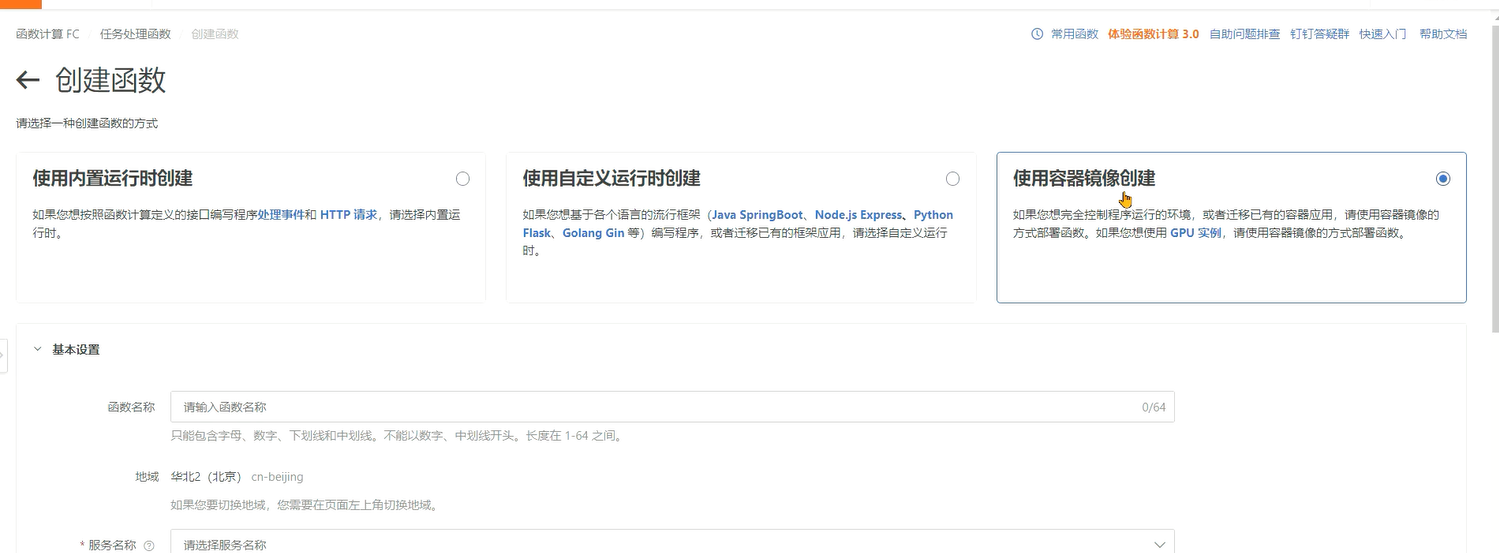 函数计算 FC 任务处理函数 创建函数
常用函数 体验函数计算 3.0 自助问题排查 钉钉答疑群 快速入门 帮助文档
创建函数
请选择一种创建函数的方式
使用内置运行时创建
如果您想按照函数计算定义的接口编写程序处理事件和 HTTP 请求，请选择内置运
行时。
使用自定义运行时创建
如果您想基于各个语言的流行框架（Java SpringBoot、Node.js Express、Python
Flask、Golang Gin 等）编写程序，或者迁移已有的框架应用，请选择自定义运行
时。
使用容器镜像创建
如果您想完全控制程序运行的环境，或者迁移已有的容器应用，请使用容器镜像的
方式部署函数。如果您想使用 GPU 实例，请使用容器镜像的方式部署函数。
基本设置
函数名称 请输入函数名称 0/64
只能包含字母、数字、下划线和中划线。不能以数字、中划线开头。长度在 1-64 之间。
地域 华北2（北京） cn-beijing
如果您要切换地域，您需要在页面左上角切换地域。
* 服务名称 请选择服务名称